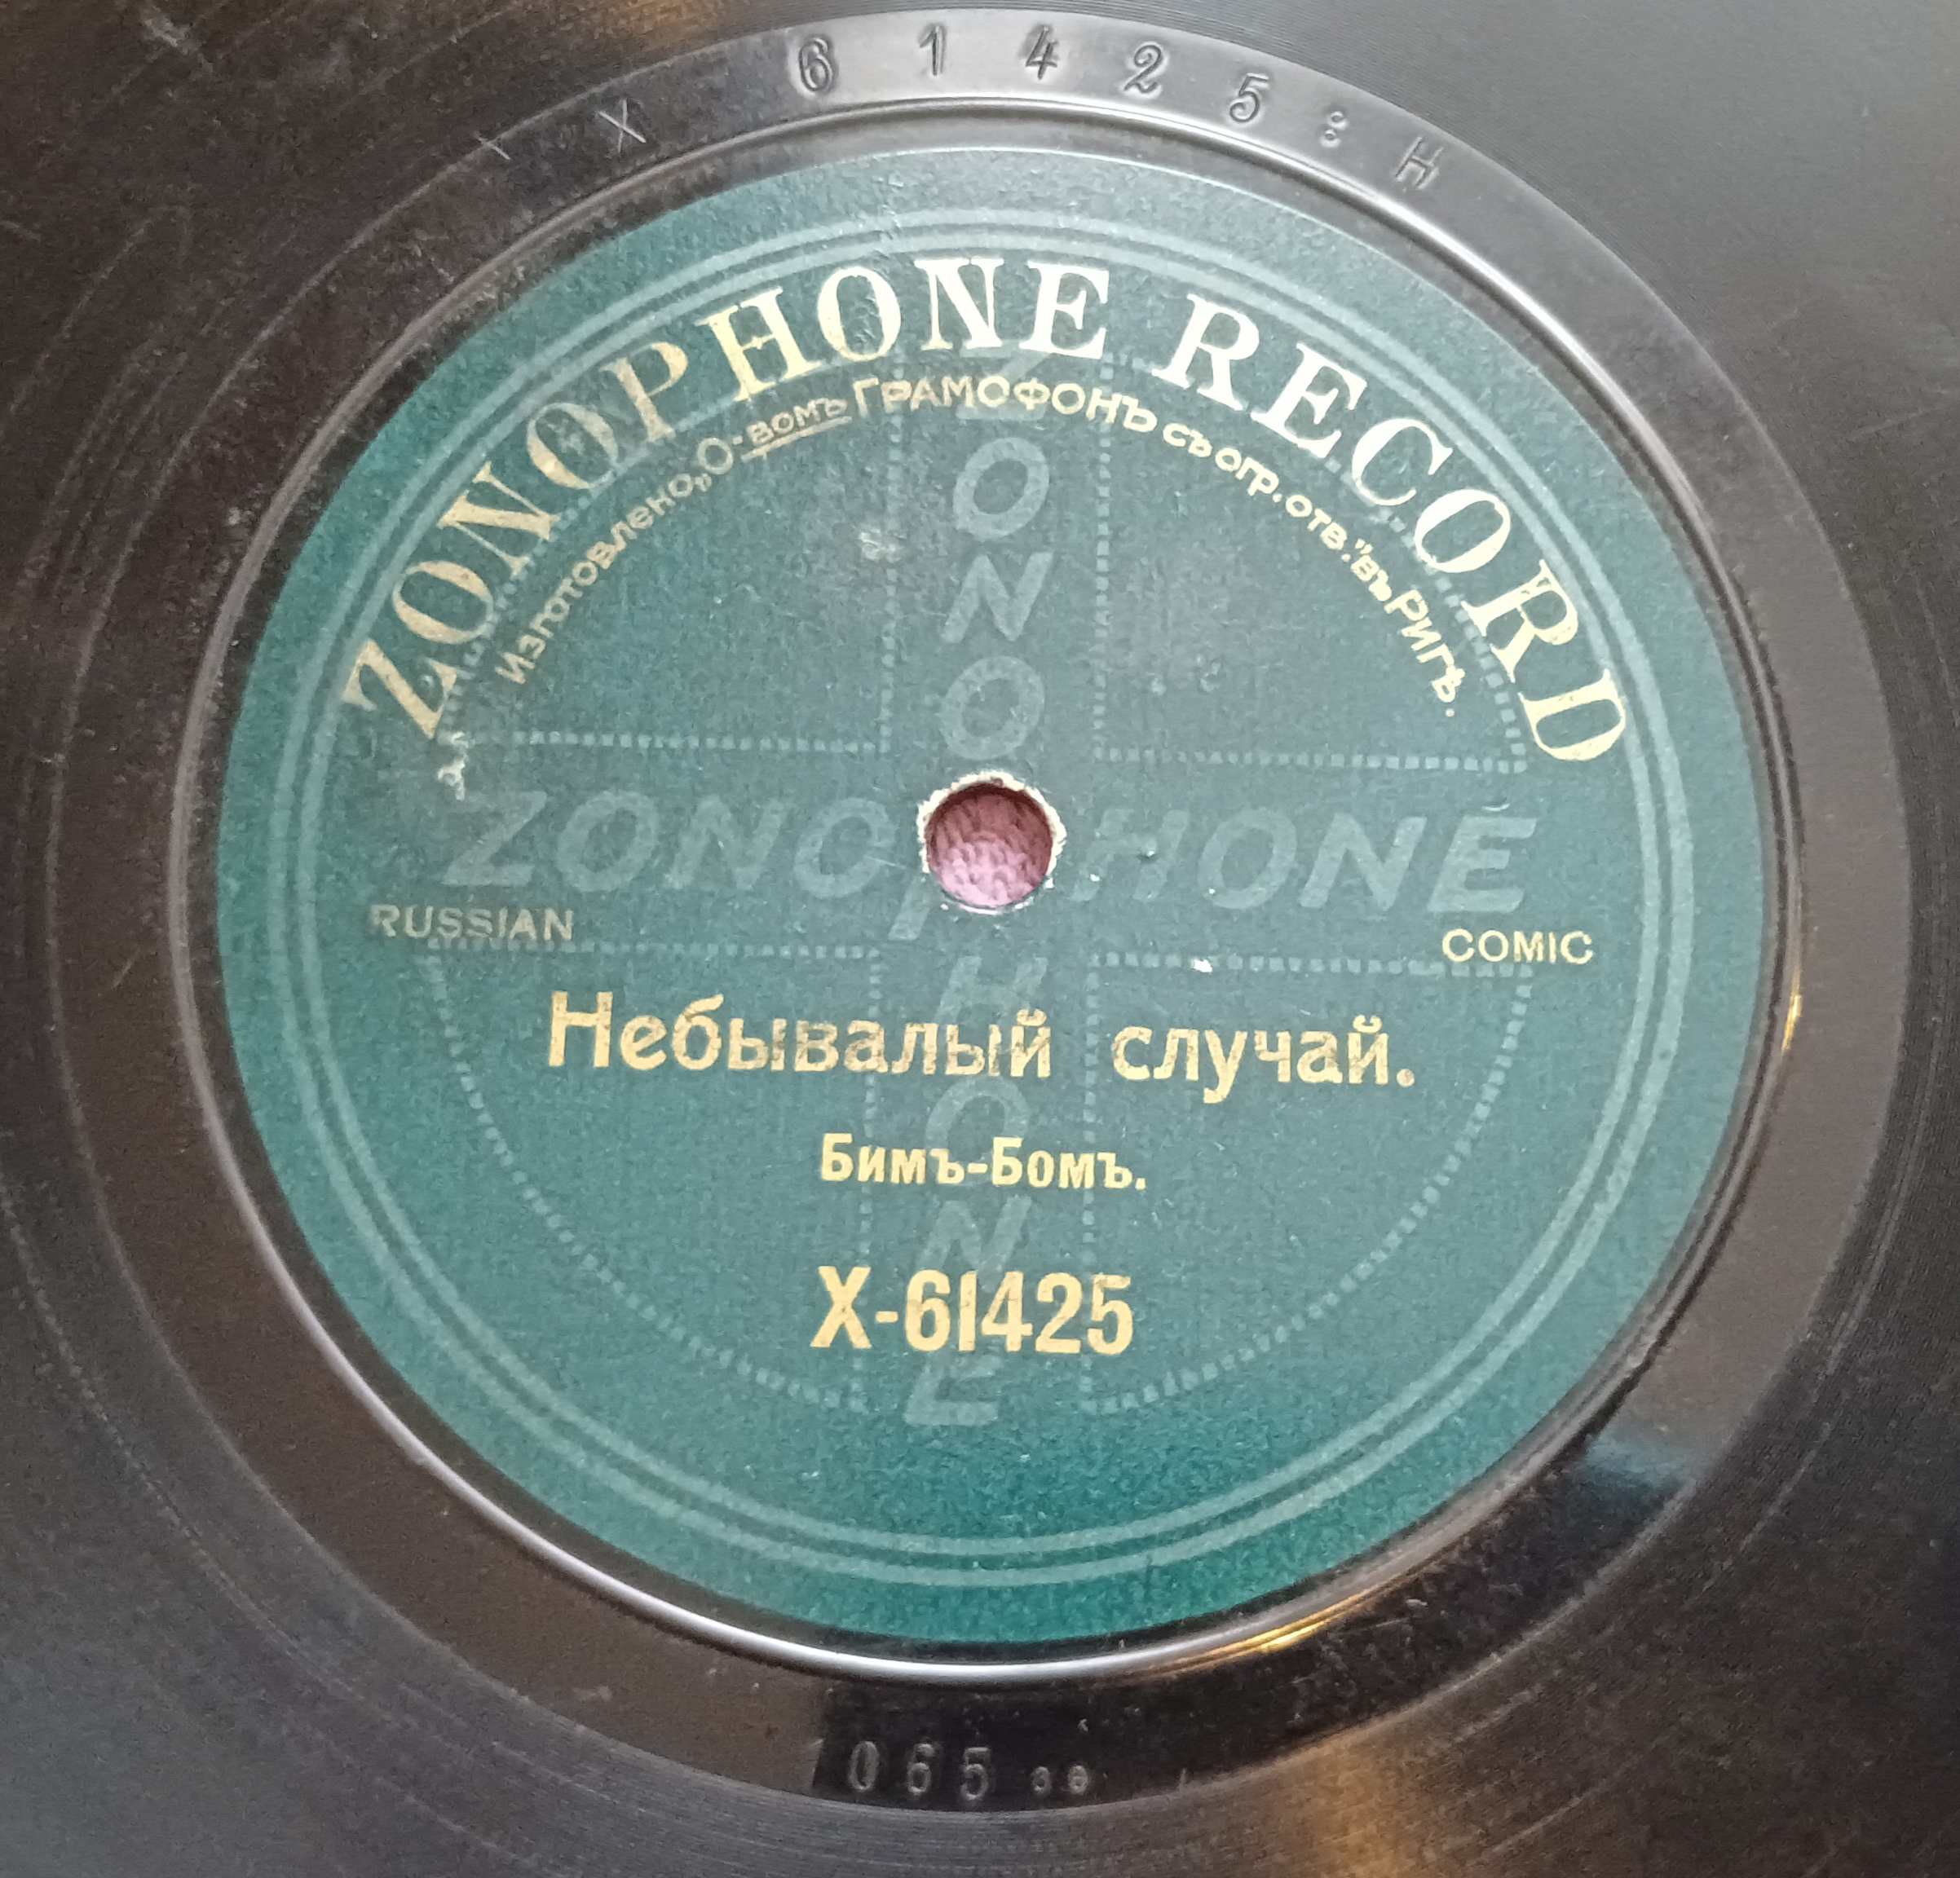 X 61425:H
ZONOPHONE RECORD
Изготовлено „О-вомъ Грамофонъ съ огр. отв." въ Ригѣ.
ZONOPHONE
ZONOPHONE
RUSSIAN
COMIC
Небывалый случай.
Бимъ-Бомъ.
X-61425
065